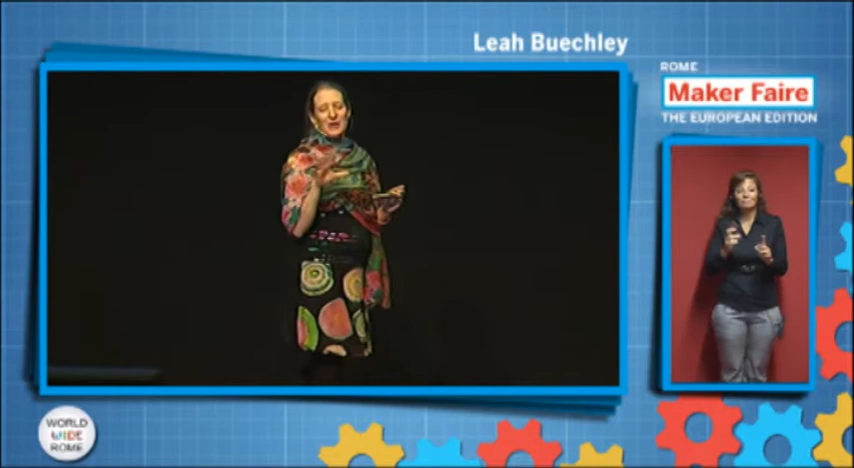 Leah Buechley
ROME
Maker Faire
THE EUROPEAN EDITION
WORLD
WIDE
ROME